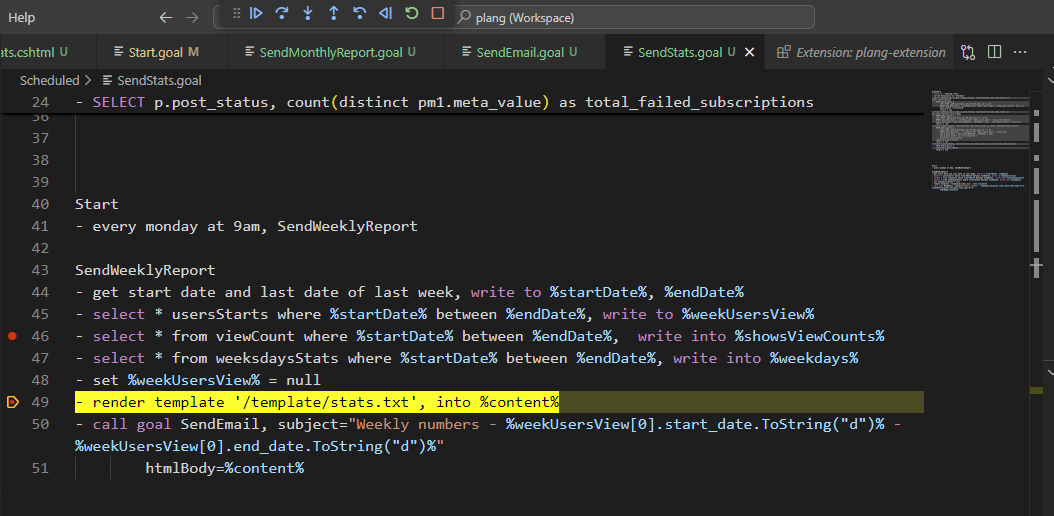 Help
plang (Workspace)
ats.cshtml U
Start.goal M
SendMonthlyReport.goal U
SendEmail.goal U
SendStats.goal U
Extension: plang-extension
Scheduled > SendStats.goal
24 - SELECT p.post_status, count(distinct pm1.meta_value) as total_failed_subscriptions
36
37
38
39
40 Start
41 - every monday at 9am, SendWeeklyReport
42
43 SendWeeklyReport
44 - get start date and last date of last week, write to %startDate%, %endDate%
45 - select * usersStarts where %startDate% between %endDate%, write to %weekUsersView%
46 - select * from viewCount where %startDate% between %endDate%,  write into %showsViewCounts%
47 - select * from weeksdaysStats where %startDate% between %endDate%, write into %weekdays%
48 - set %weekUsersView% = null
49 - render template '/template/stats.txt', into %content%
50 - call goal SendEmail, subject="Weekly numbers - %weekUsersView[0].start_date.ToString("d")% -
%weekUsersView[0].end_date.ToString("d")%"
51 htmlBody=%content%